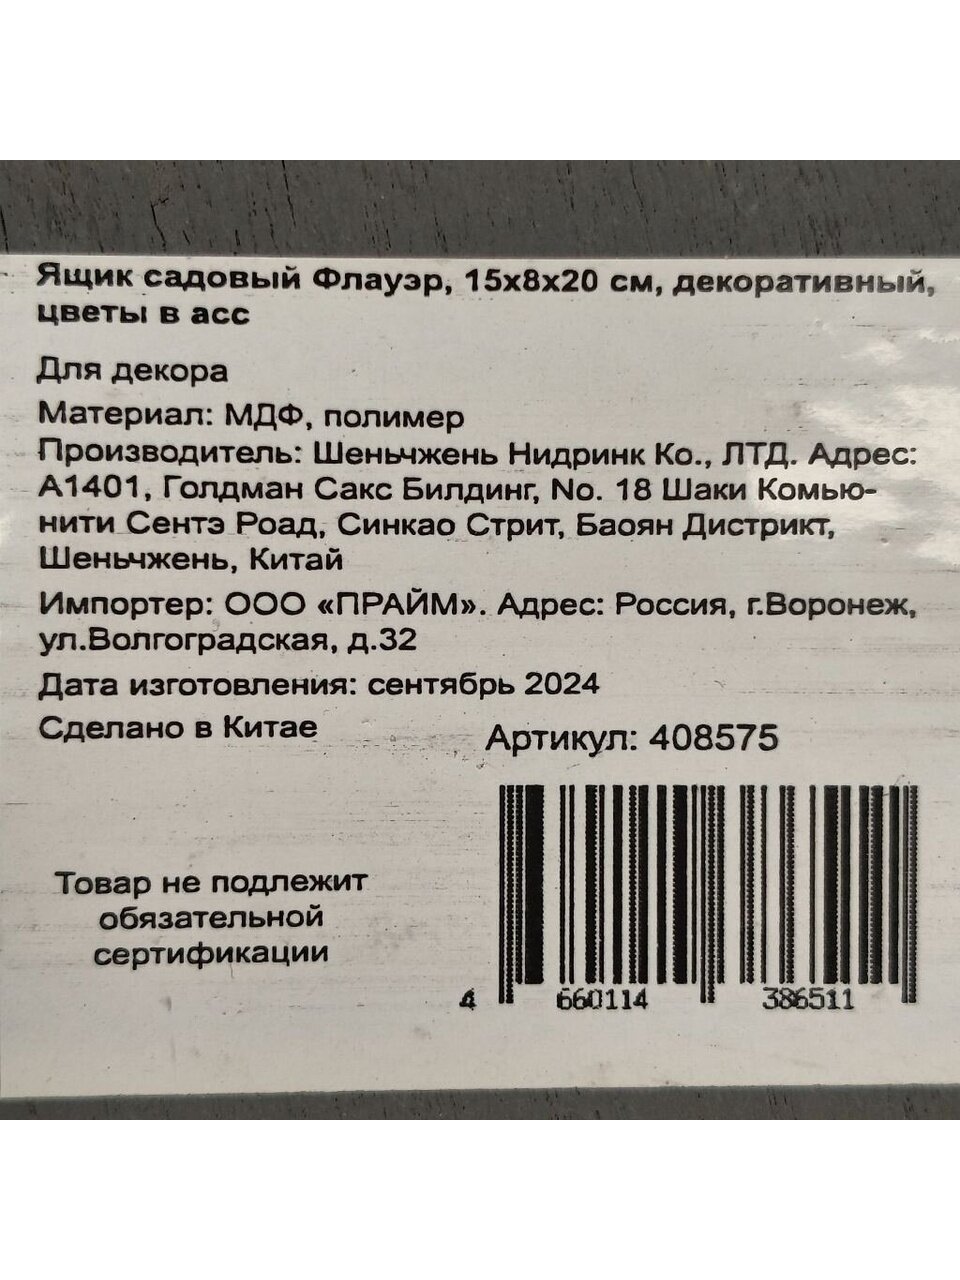 Ящик садовый Флауэр, 15х8х20 см, декоративный,
цветы в асс
Для декора
Материал: МДФ, полимер
Производитель: Шеньчжень Нидринк Ко., ЛТД. Адрес:
А1401, Голдман Сакс Билдинг, No. 18 Шаки Комью-
нити Сентэ Роад, Синкао Стрит, Баоян Дистрикт,
Шеньчжень, Китай
Импортер: ООО «ПРАЙМ». Адрес: Россия, г.Воронеж,
ул.Волгоградская, д.32
Дата изготовления: сентябрь 2024
Сделано в Китае
Артикул: 408575
Товар не подлежит
обязательной
сертификации
4 660114 386511